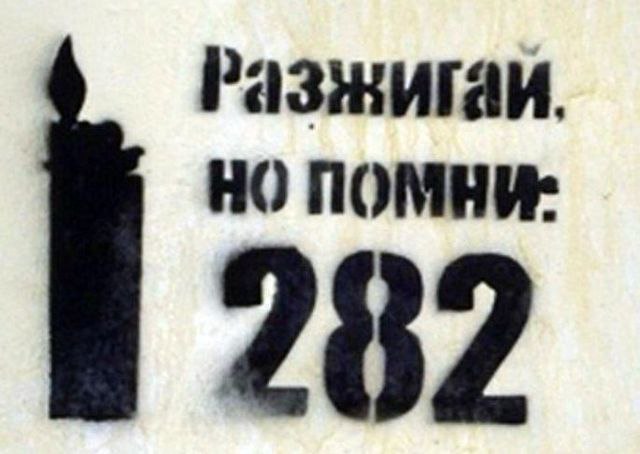 Разжигай,
но помни:
282